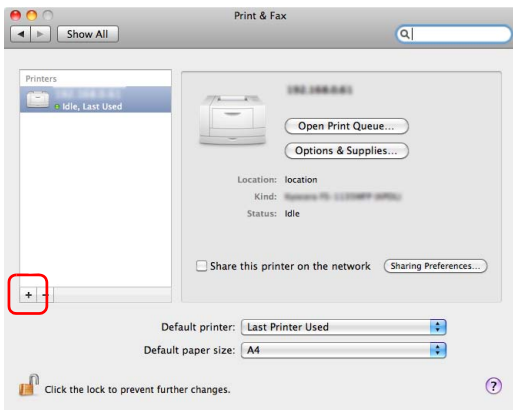 Print & Fax
Show All
Printers
Idle, Last Used
Open Print Queue...
Options & Supplies...
Location: location
Kind:
Status: Idle
Share this printer on the network
Sharing Preferences...
+ -
Default printer: Last Printer Used
Default paper size: A4
Click the lock to prevent further changes.
?